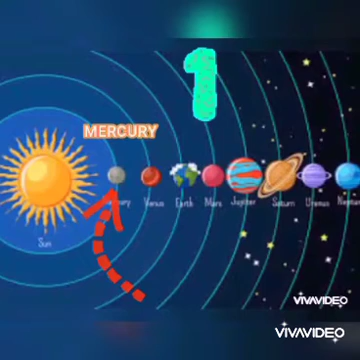 1
MERCURY
Venus
Earth
Mars
Jupiter
Saturn
Uranus
Sun
VIVAVIDEO
VIVAVIDEO